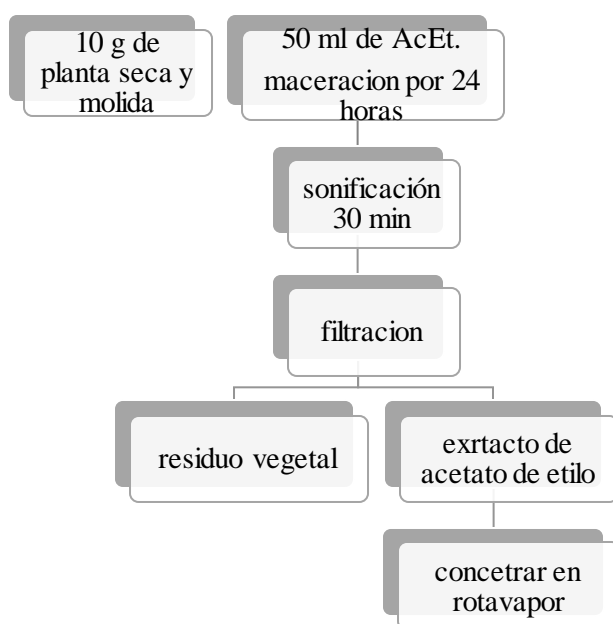 10 g de
planta seca y
molida
50 ml de AcEt.
maceracion por 24
horas
sonificación
30 min
filtracion
residuo vegetal
exrtacto de
acetato de etilo
concetrar en
rotavapor